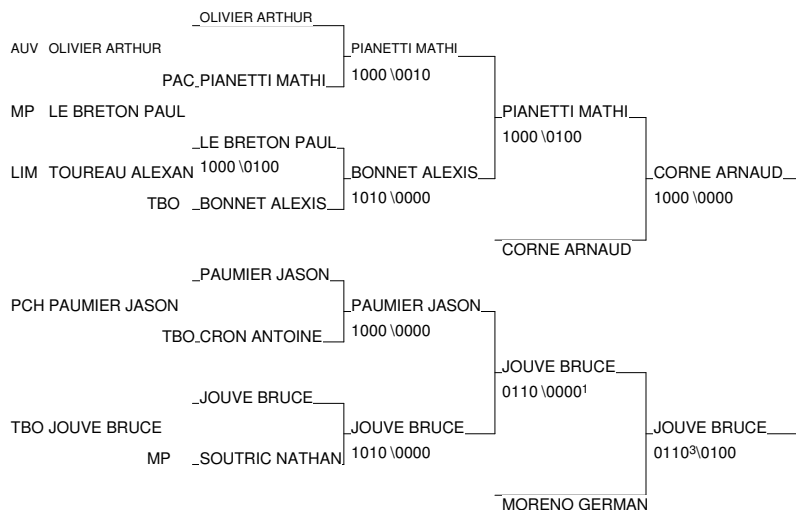 OLIVIER ARTHUR
AUV OLIVIER ARTHUR PIANETTI MATHI
PAC PIANETTI MATHI 1000 \0010
MP LE BRETON PAUL PIANETTI MATHI
1000 \0100
LE BRETON PAUL
LIM TOUREAU ALEXAN 1000 \0100 BONNET ALEXIS CORNE ARNAUD
1010 \0000 1000 \0000
TBO BONNET ALEXIS
CORNE ARNAUD
PAUMIER JASON
PCH PAUMIER JASON PAUMIER JASON
TBO CRON ANTOINE 1000 \0000
JOUVE BRUCE
0110 \0000¹
JOUVE BRUCE
TBO JOUVE BRUCE JOUVE BRUCE JOUVE BRUCE
MP SOUTRIC NATHAN 1010 \0000 0110³\0100
MORENO GERMAN